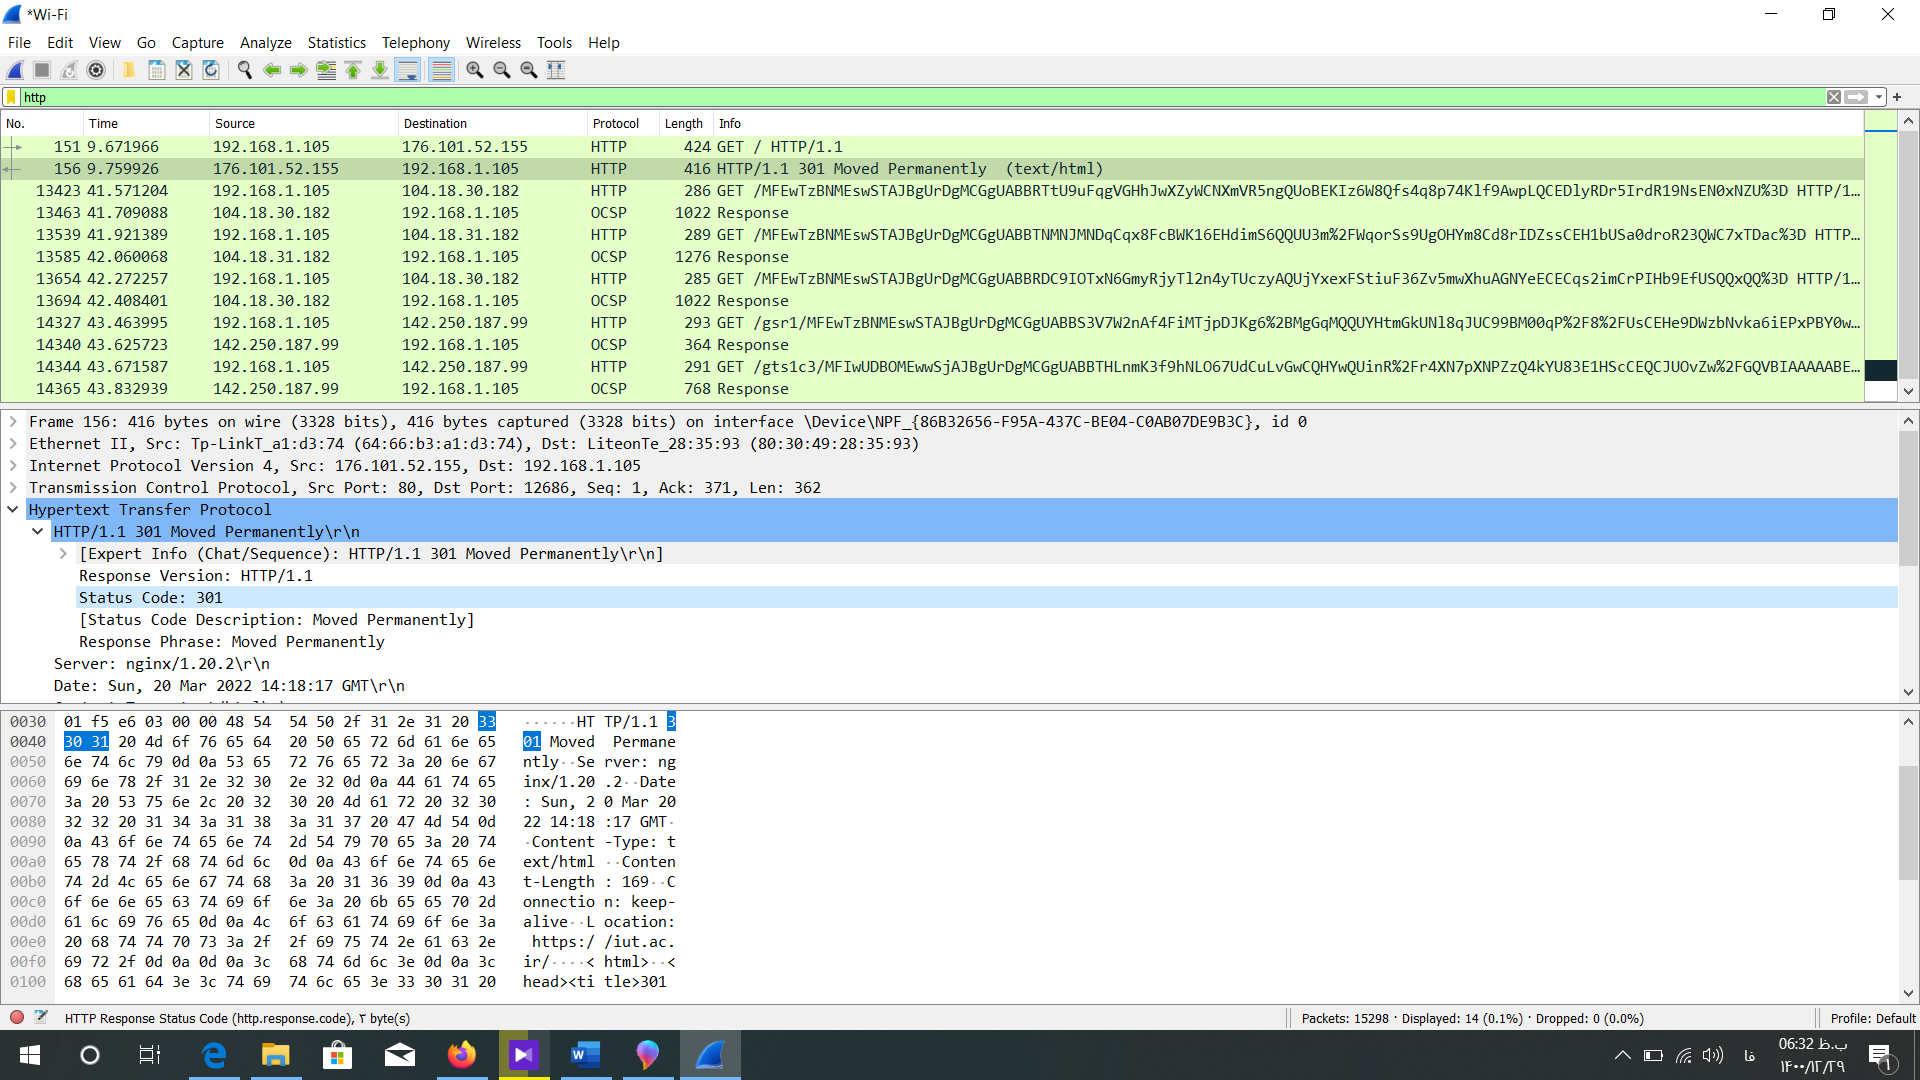 *Wi-Fi
File Edit View Go Capture Analyze Statistics Telephony Wireless Tools Help
http
No. Time Source Destination Protocol Length Info
151 9.671966 192.168.1.105 176.101.52.155 HTTP 424 GET / HTTP/1.1
156 9.759926 176.101.52.155 192.168.1.105 HTTP 416 HTTP/1.1 301 Moved Permanently (text/html)
13423 41.571204 192.168.1.105 104.18.30.182 HTTP 286 GET /MFEwTzBNMEswSTAJBgUrDgMCGgUABBRTtU9uFqgVGHhJwXZyWCNXmVR5ngQUoBEKIz6W8Qfs4q8p74Klf9AwpLQCEDlyRDr5IrdR19NsEN0xNZU%3D HTTP/1…
13463 41.709088 104.18.30.182 192.168.1.105 OCSP 1022 Response
13539 41.921389 192.168.1.105 104.18.31.182 HTTP 289 GET /MFEwTzBNMEswSTAJBgUrDgMCGgUABBTNMNJMNDqCqx8FcBWK16EHdimS6QQUU3m%2FWqorSs9UgOHYm8Cd8rIDZssCEH1bUSa0droR23QWC7xTDac%3D HTTP…
13585 42.060068 104.18.31.182 192.168.1.105 OCSP 1276 Response
13654 42.272257 192.168.1.105 104.18.30.182 HTTP 285 GET /MFEwTzBNMEswSTAJBgUrDgMCGgUABBRDC9IOTxN6GmyRjyTl2n4yTUczyAQUjYxexFStiuF36Zv5mwXhuAGNYeECECqs2imCrPIHb9EfUSQQxQQ%3D HTTP/1…
13694 42.408401 104.18.30.182 192.168.1.105 OCSP 1022 Response
14327 43.463995 192.168.1.105 142.250.187.99 HTTP 293 GET /gsr1/MFEwTzBNMEswSTAJBgUrDgMCGgUABBS3V7W2nAf4FiMTjpDJKg6%2BMgGqMQQUYHtmGkUNl8qJUC99BM00qP%2F8%2FUsCEHe9DWzbNvka6iEPxPBY0w…
14340 43.625723 142.250.187.99 192.168.1.105 OCSP 364 Response
14344 43.671587 192.168.1.105 142.250.187.99 HTTP 291 GET /gts1c3/MFIwUDBOMEwwSjAJBgUrDgMCGgUABBTHLnmK3f9hNLO67UdCuLvGwCQHYwQUinR%2Fr4XN7pXNPZzQ4kYU83E1HScCEQCJUOvZw%2FGQVBIAAAAABE…
14365 43.832939 142.250.187.99 192.168.1.105 OCSP 768 Response
Frame 156: 416 bytes on wire (3328 bits), 416 bytes captured (3328 bits) on interface \Device\NPF_{86B32656-F95A-437C-BE04-C0AB07DE9B3C}, id 0
Ethernet II, Src: Tp-LinkT_a1:d3:74 (64:66:b3:a1:d3:74), Dst: LiteonTe_28:35:93 (80:30:49:28:35:93)
Internet Protocol Version 4, Src: 176.101.52.155, Dst: 192.168.1.105
Transmission Control Protocol, Src Port: 80, Dst Port: 12686, Seq: 1, Ack: 371, Len: 362
Hypertext Transfer Protocol
HTTP/1.1 301 Moved Permanently\r\n
[Expert Info (Chat/Sequence): HTTP/1.1 301 Moved Permanently\r\n]
Response Version: HTTP/1.1
Status Code: 301
[Status Code Description: Moved Permanently]
Response Phrase: Moved Permanently
Server: nginx/1.20.2\r\n
Date: Sun, 20 Mar 2022 14:18:17 GMT\r\n
0030 01 f5 e6 03 00 00 48 54 54 50 2f 31 2e 31 20 33 ······HT TP/1.1 3
0040 30 31 20 4d 6f 76 65 64 20 50 65 72 6d 61 6e 65 01 Moved Permane
0050 6e 74 6c 79 0d 0a 53 65 72 76 65 72 3a 20 6e 67 ntly··Se rver: ng
0060 69 6e 78 2f 31 2e 32 30 2e 32 0d 0a 44 61 74 65 inx/1.20 .2··Date
0070 3a 20 53 75 6e 2c 20 32 30 20 4d 61 72 20 32 30 : Sun, 2 0 Mar 20
0080 32 32 20 31 34 3a 31 38 3a 31 37 20 47 4d 54 0d 22 14:18 :17 GMT·
0090 0a 43 6f 6e 74 65 6e 74 2d 54 79 70 65 3a 20 74 ·Content -Type: t
00a0 65 78 74 2f 68 74 6d 6c 0d 0a 43 6f 6e 74 65 6e ext/html ··Conten
00b0 74 2d 4c 65 6e 67 74 68 3a 20 31 36 39 0d 0a 43 t-Length : 169··C
00c0 6f 6e 6e 65 63 74 69 6f 6e 3a 20 6b 65 65 70 2d onnectio n: keep-
00d0 61 6c 69 76 65 0d 0a 4c 6f 63 61 74 69 6f 6e 3a alive··L ocation:
00e0 20 68 74 74 70 73 3a 2f 2f 69 75 74 2e 61 63 2e https:/ /iut.ac.
00f0 69 72 2f 0d 0a 0d 0a 3c 68 74 6d 6c 3e 0d 0a 3c ir/····< html>··<
0100 68 65 61 64 3e 3c 74 69 74 6c 65 3e 33 30 31 20 head><ti tle>301
HTTP Response Status Code (http.response.code), ۳ byte(s) Packets: 15298 · Displayed: 14 (0.1%) · Dropped: 0 (0.0%) Profile: Default
فا 06:32 ب.ظ
۱۴۰۰/۱۲/۲۹ ۱